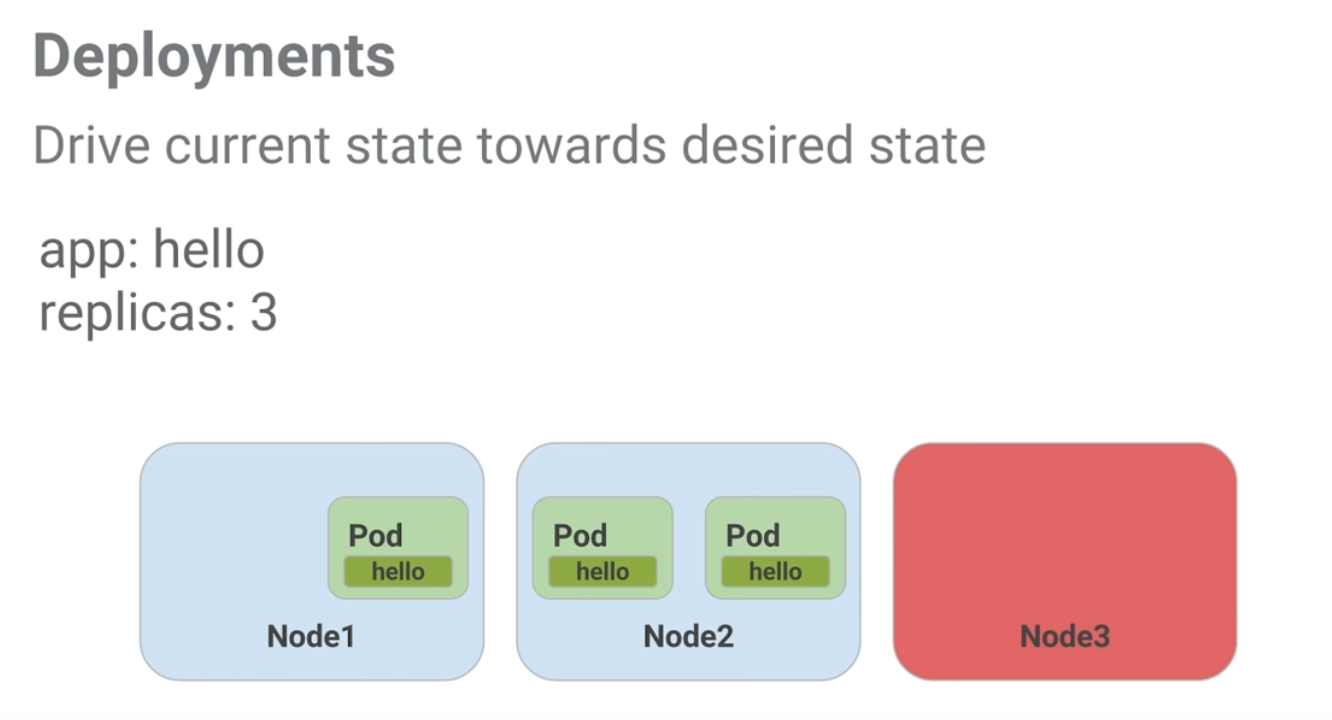 Deployments
Drive current state towards desired state
app: hello
replicas: 3
Pod
hello
Node1
Pod
hello
Pod
hello
Node2
Node3